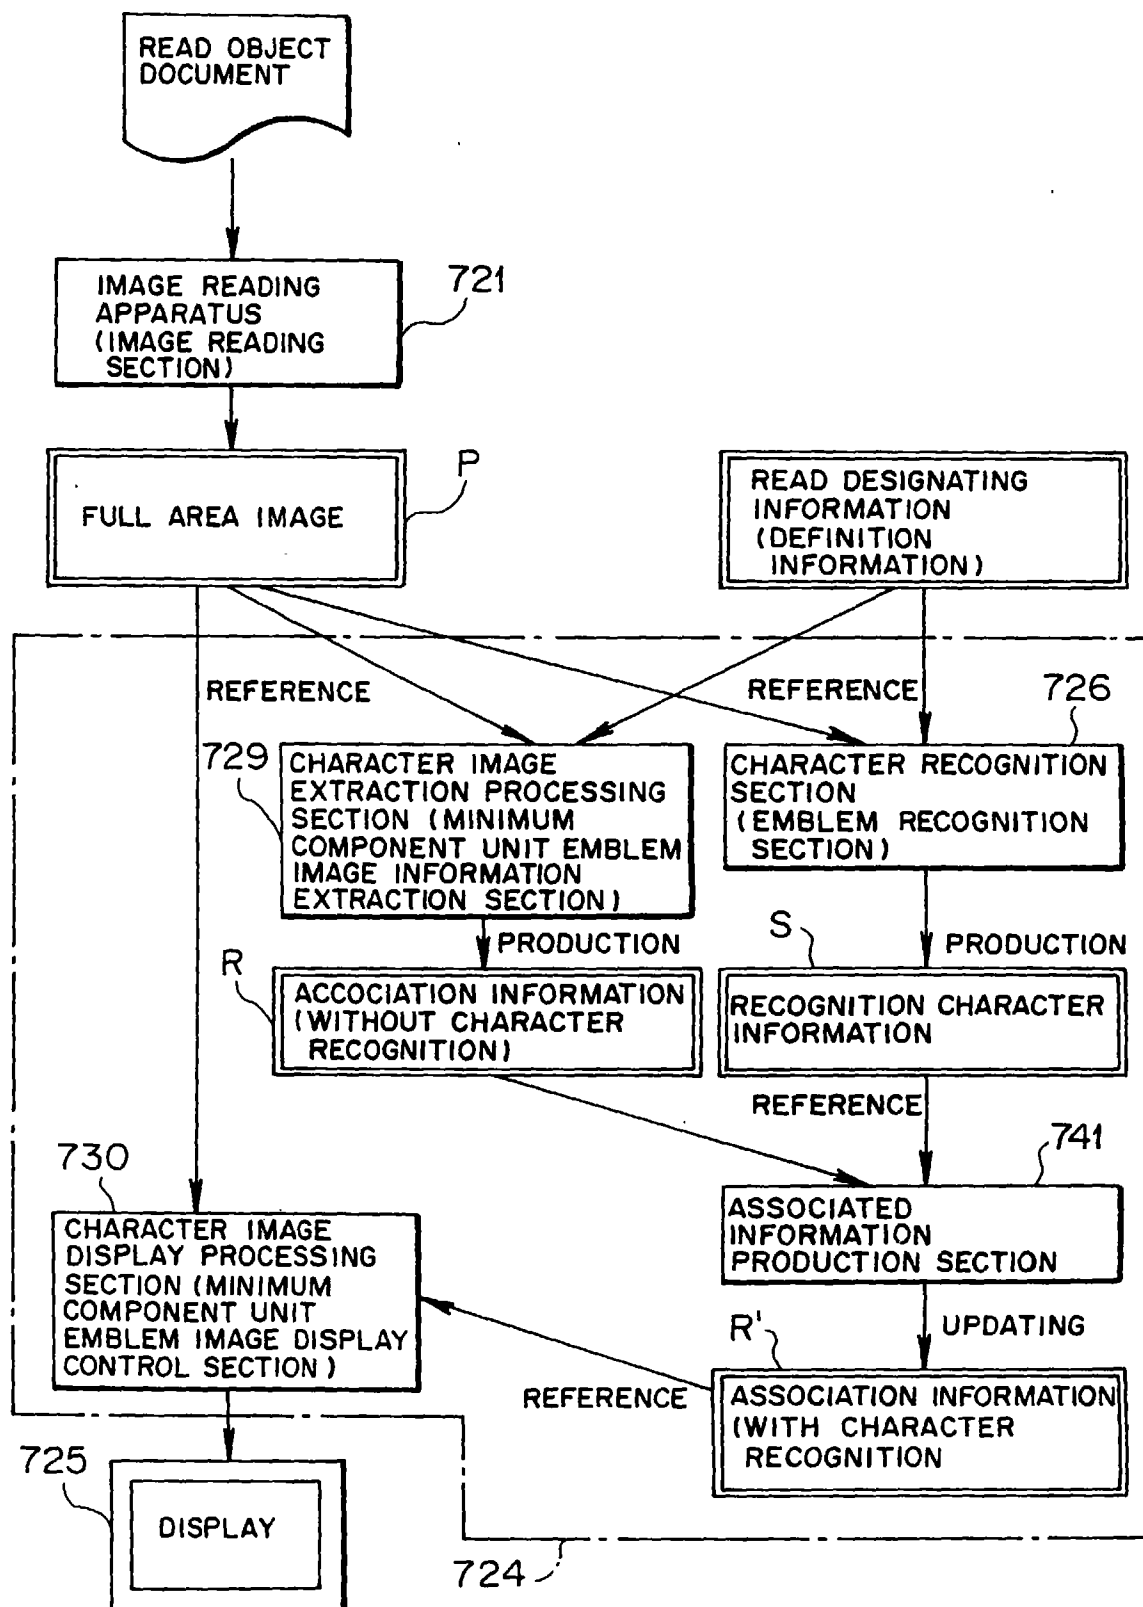 READ OBJECT
DOCUMENT
IMAGE READING
APPARATUS
(IMAGE READING
SECTION)
721
FULL AREA IMAGE
P
READ DESIGNATING
INFORMATION
(DEFINITION
INFORMATION)
REFERENCE
REFERENCE
726
729
CHARACTER IMAGE
EXTRACTION PROCESSING
SECTION (MINIMUM
COMPONENT UNIT EMBLEM
IMAGE INFORMATION
EXTRACTION SECTION)
CHARACTER RECOGNITION
SECTION
(EMBLEM RECOGNITION
SECTION)
PRODUCTION
PRODUCTION
R
ACCOCIATION INFORMATION
(WITHOUT CHARACTER
RECOGNITION)
S
RECOGNITION CHARACTER
INFORMATION
REFERENCE
741
ASSOCIATED
INFORMATION
PRODUCTION SECTION
730
CHARACTER IMAGE
DISPLAY PROCESSING
SECTION (MINIMUM
COMPONENT UNIT
EMBLEM IMAGE DISPLAY
CONTROL SECTION)
UPDATING
R'
REFERENCE
ASSOCIATION INFORMATION
(WITH CHARACTER
RECOGNITION
725
DISPLAY
724